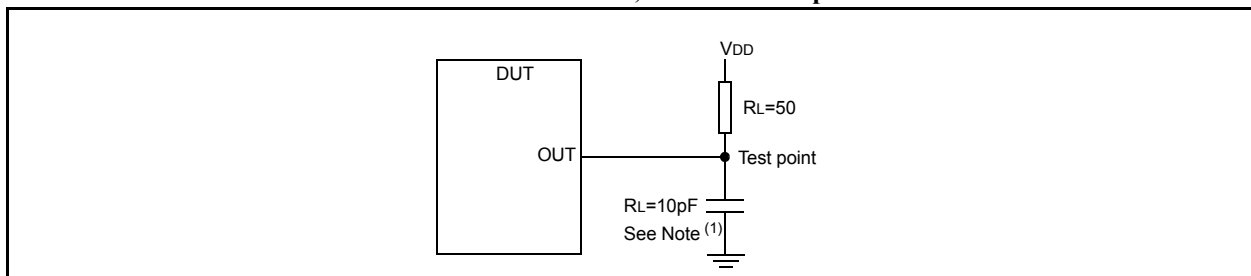 VDD
DUT
RL=50
OUT
Test point
RL=10pF
See Note (1)